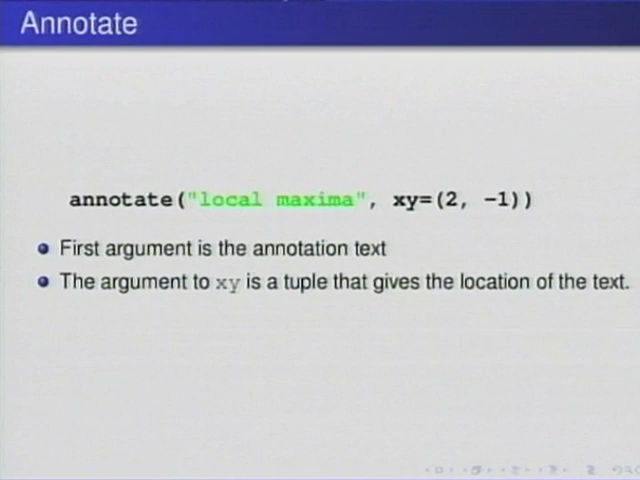 Annotate
annotate("local maxima", xy=(2, -1))
First argument is the annotation text
The argument to xy is a tuple that gives the location of the text.